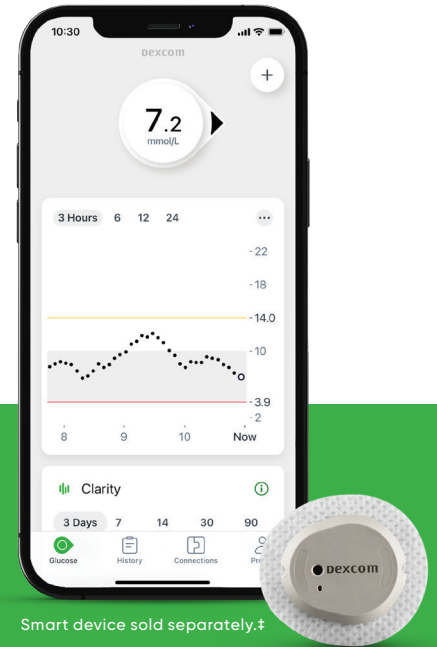 10:30
Dexcom
+
7.2
mmol/L
3 Hours 6 12 24 ...
22
18
14.0
10
3.9
2
8 9 10 Now
Clarity i
3 Days 7 14 30 90
Glucose History Connections
Dexcom
Smart device sold separately.‡